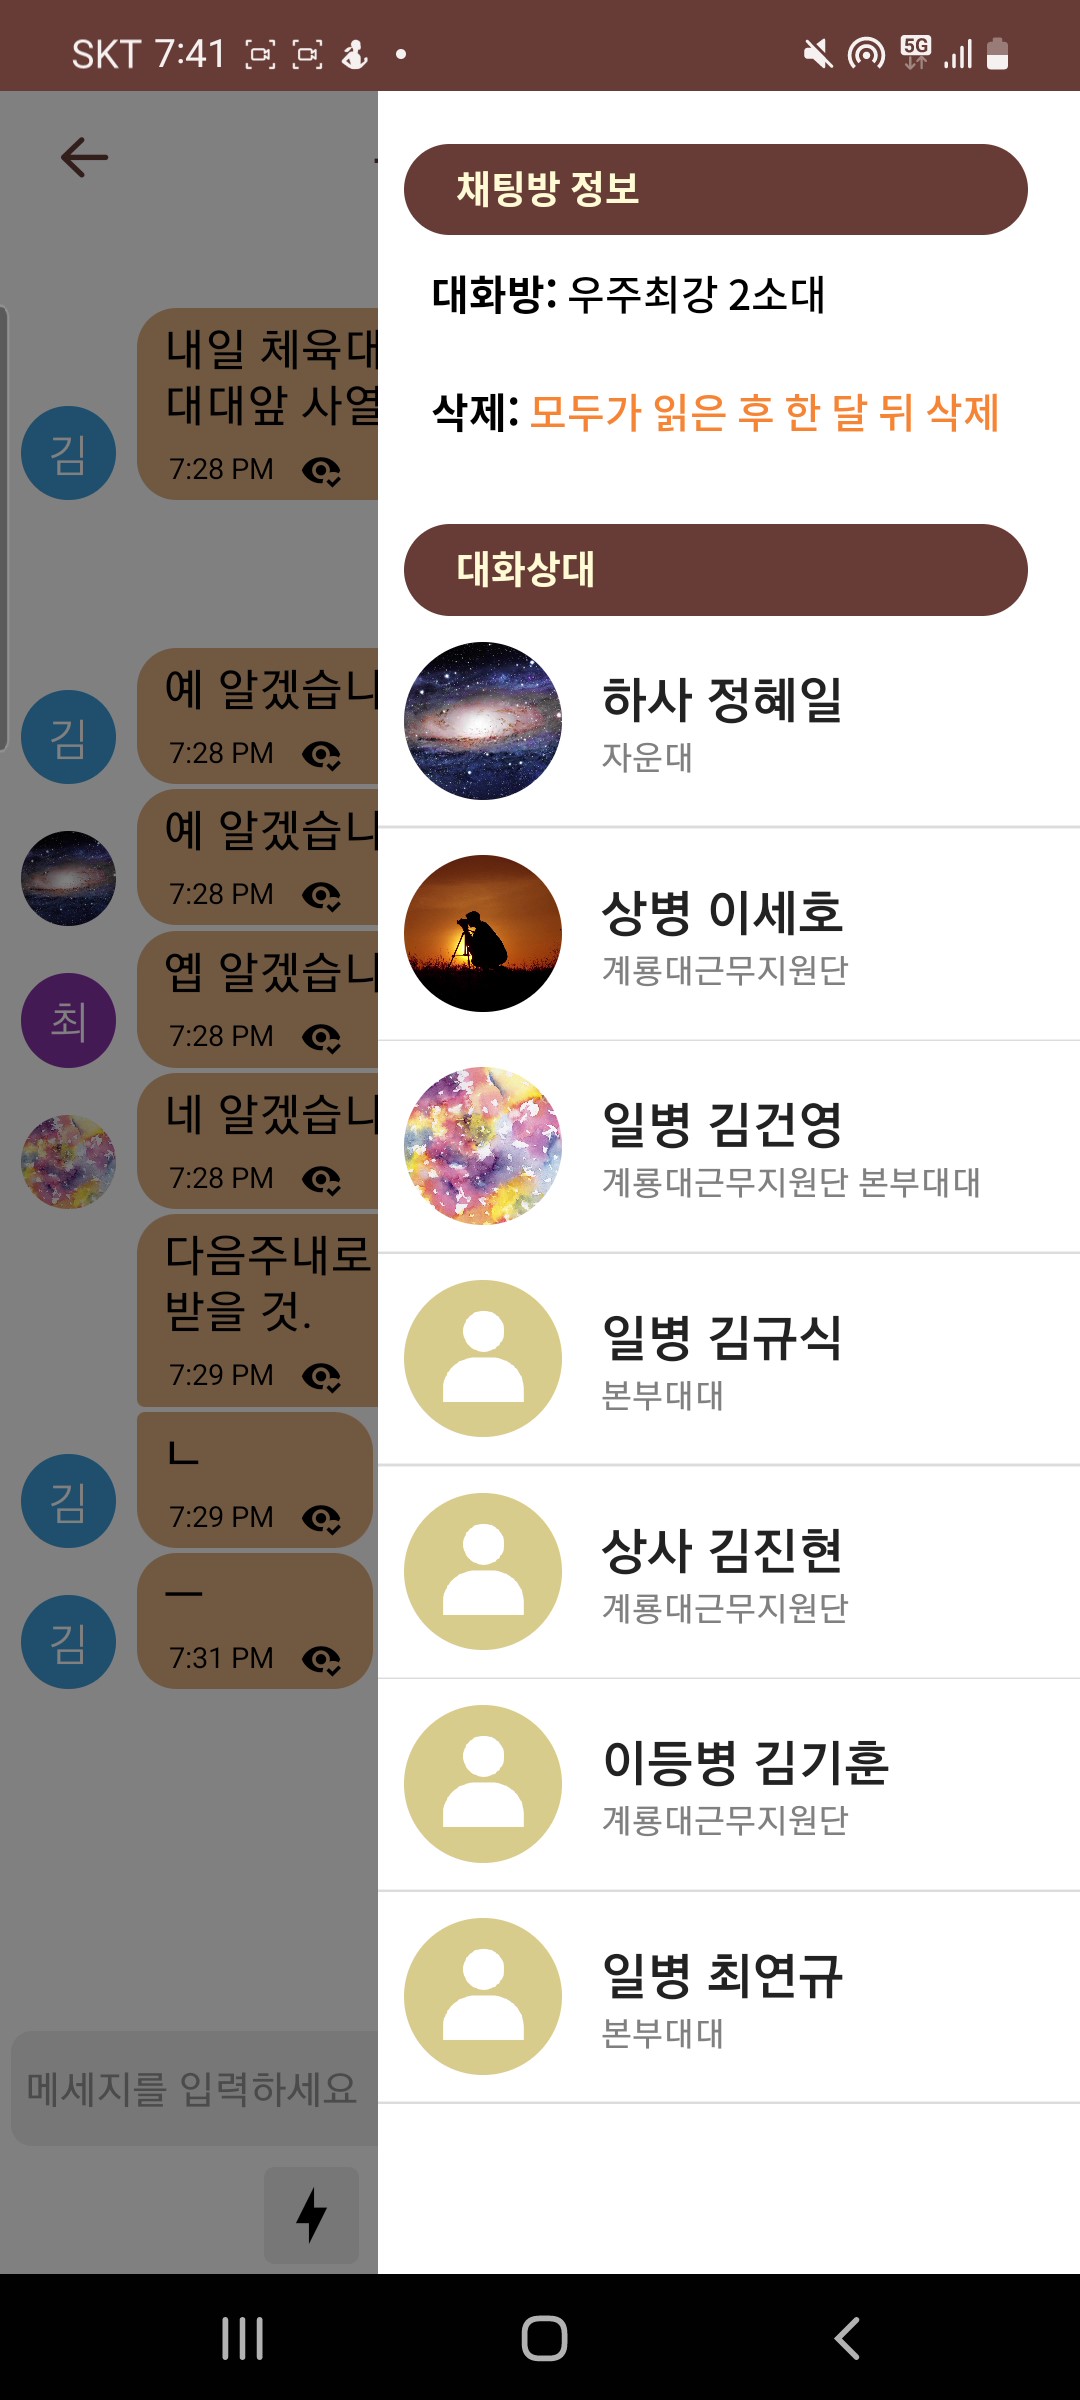 SKT 7:41
5G
채팅방 정보
대화방: 우주최강 2소대
삭제: 모두가 읽은 후 한 달 뒤 삭제
대화상대
하사 정혜일
자운대
상병 이세호
계룡대근무지원단
일병 김건영
계룡대근무지원단 본부대대
일병 김규식
본부대대
상사 김진현
계룡대근무지원단
이등병 김기훈
계룡대근무지원단
일병 최연규
본부대대
내일 체육대
대대앞 사열
김
7:28 PM
예 알겠습니
김
7:28 PM
예 알겠습니
7:28 PM
옙 알겠습니
최
7:28 PM
네 알겠습니
7:28 PM
다음주내로
받을 것.
7:29 PM
ㄴ
김
7:29 PM
ㅡ
김
7:31 PM
메세지를 입력하세요